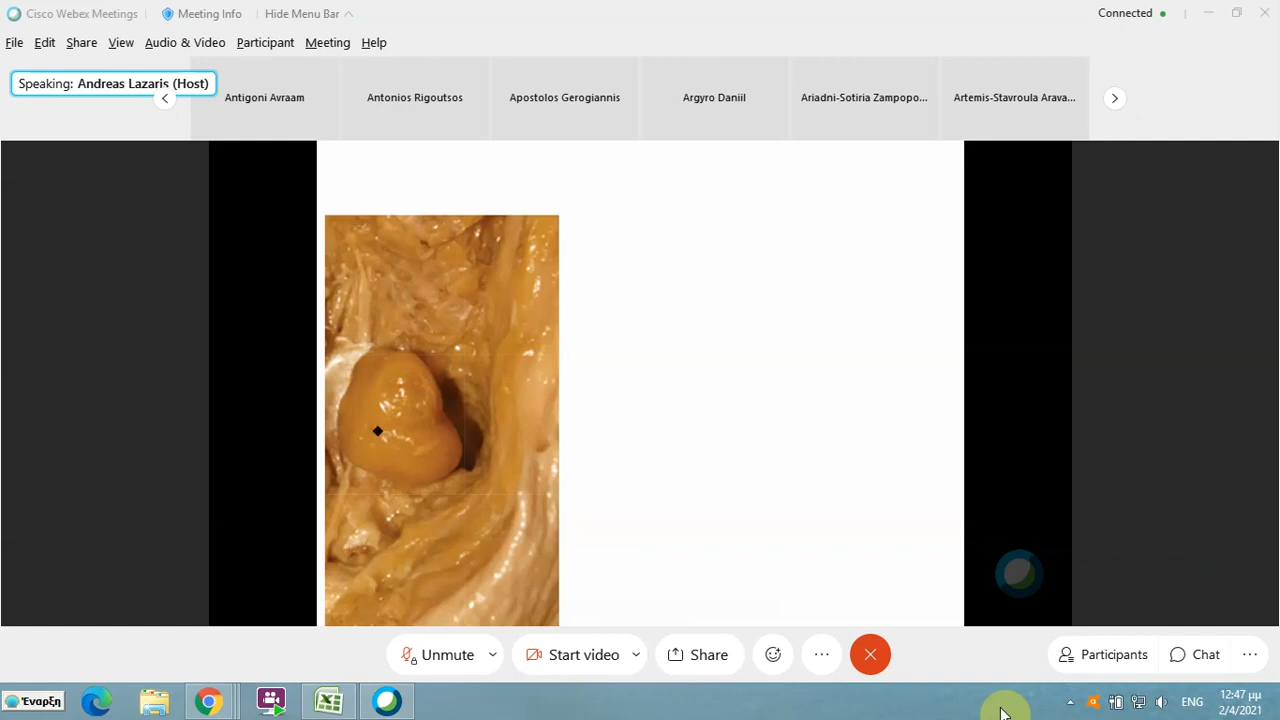 Cisco Webex Meetings
Meeting Info
Hide Menu Bar
Connected
File Edit Share View Audio & Video Participant Meeting Help
Speaking: Andreas Lazaris (Host)
Antigoni Avraam
Antonios Rigoutsos
Apostolos Gerogiannis
Argyro Daniil
Ariadni-Sotiria Zampopo...
Artemis-Stavroula Arava...
Unmute
Start video
Share
Participants
Chat
Έναρξη
ENG
12:47 μμ
2/4/2021